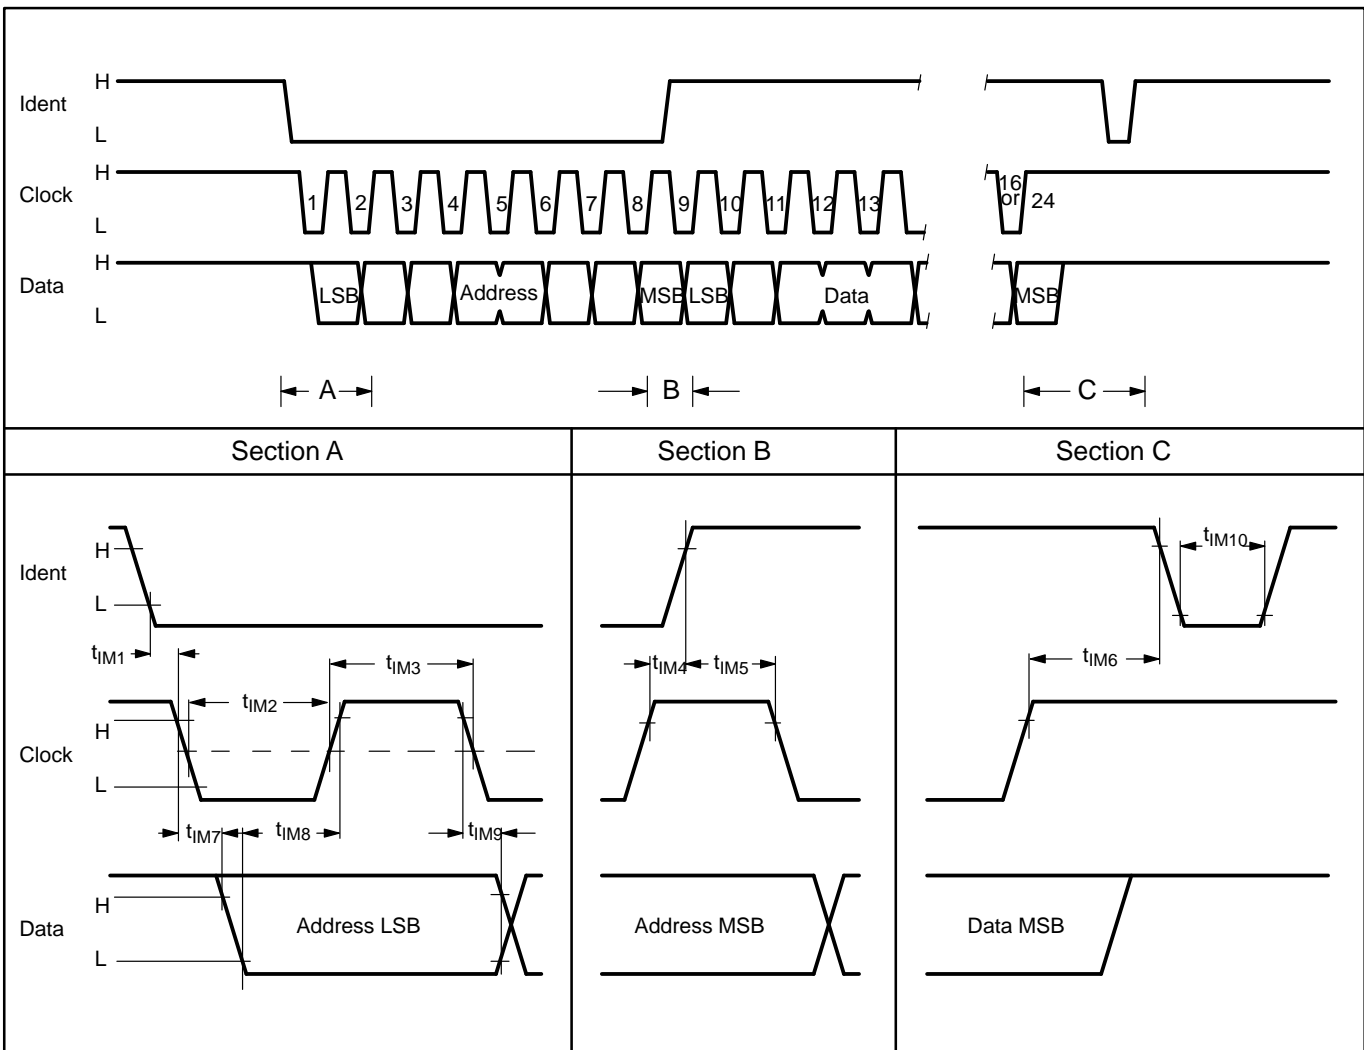 H
Ident
L
H
Clock
L
1 2 3 4 5 6 7 8 9 10 11 12 13
16
or 24
H
Data
L
LSB Address MSB LSB Data MSB
A B C
Section A Section B Section C
H
Ident
L
tIM1
tIM3
tIM2
H
Clock
L
tIM7 tIM8 tIM9
H
Data
L
Address LSB
tIM4 tIM5
Address MSB
tIM10
tIM6
Data MSB